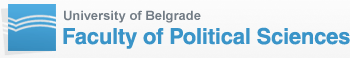 University of Belgrade
Faculty of Political Sciences